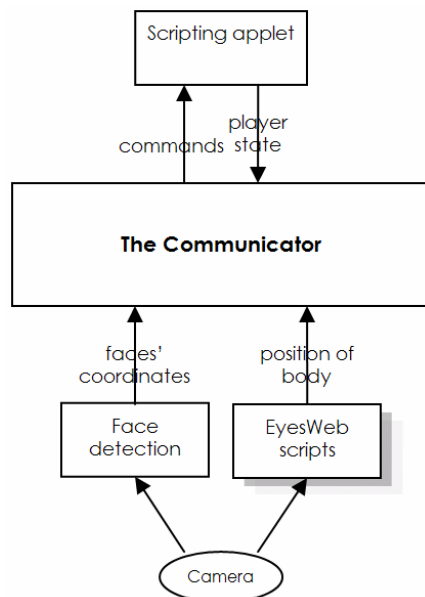 Scripting applet
commands
player
state
The Communicator
faces'
coordinates
position of
body
Face
detection
EyesWeb
scripts
Camera